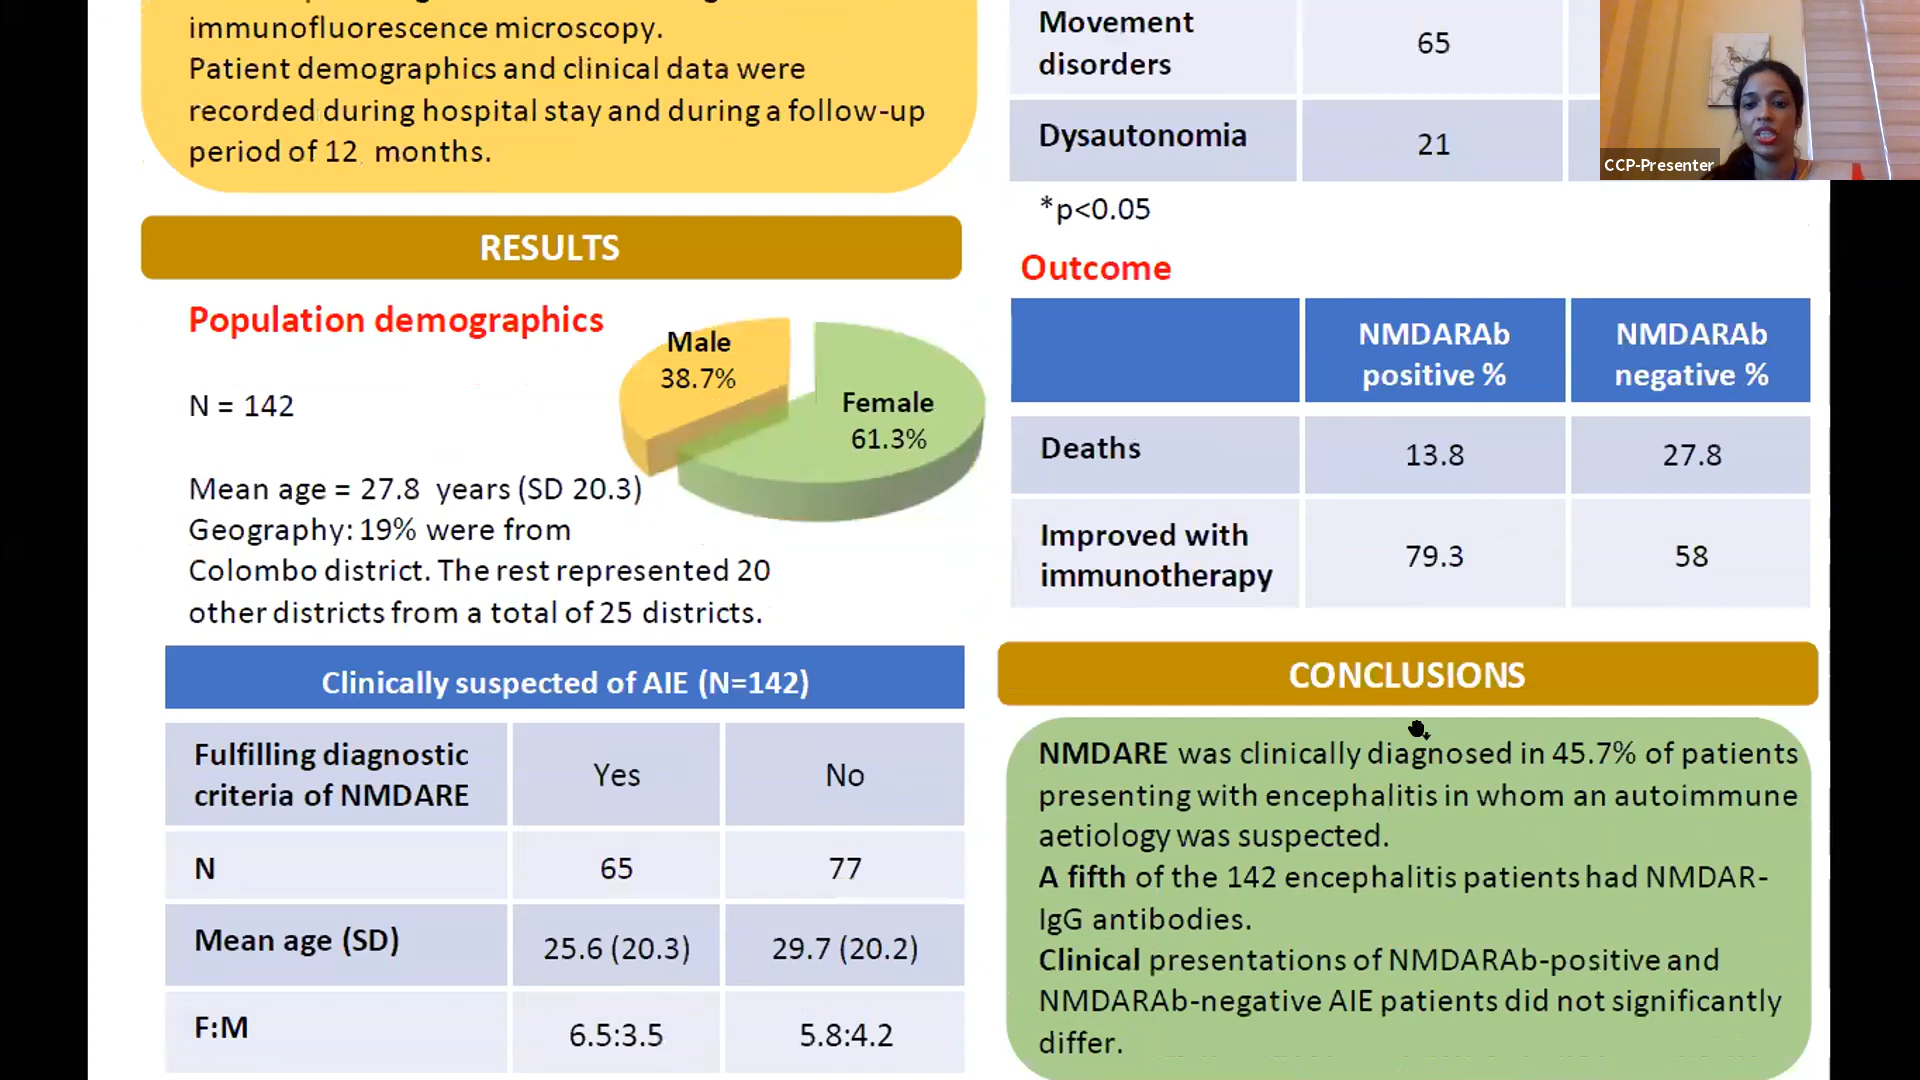 immunofluorescence microscopy.
Patient demographics and clinical data were
recorded during hospital stay and during a follow-up
period of 12 months.
RESULTS
Population demographics
Male
38.7%
Female
61.3%
N = 142
Mean age = 27.8 years (SD 20.3)
Geography: 19% were from
Colombo district. The rest represented 20
other districts from a total of 25 districts.
Clinically suspected of AIE (N=142)
Fulfilling diagnostic
criteria of NMDARE
Yes
No
N
65
77
Mean age (SD)
25.6 (20.3)
29.7 (20.2)
F:M
6.5:3.5
5.8:4.2
Movement
disorders
65
Dysautonomia
21
*p<0.05
Outcome
NMDARAb
positive %
NMDARAb
negative %
Deaths
13.8
27.8
Improved with
immunotherapy
79.3
58
CONCLUSIONS
NMDARE was clinically diagnosed in 45.7% of patients
presenting with encephalitis in whom an autoimmune
aetiology was suspected.
A fifth of the 142 encephalitis patients had NMDAR-
IgG antibodies.
Clinical presentations of NMDARAb-positive and
NMDARAb-negative AIE patients did not significantly
differ.
CCP-Presenter